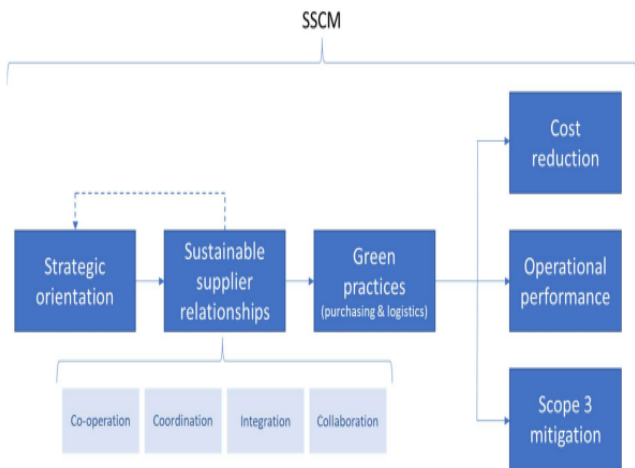 SSCM
Cost
reduction
Strategic
orientation
Sustainable
supplier
relationships
Green
practices
(purchasing & logistics)
Operational
performance
Co-operation
Coordination
Integration
Collaboration
Scope 3
mitigation